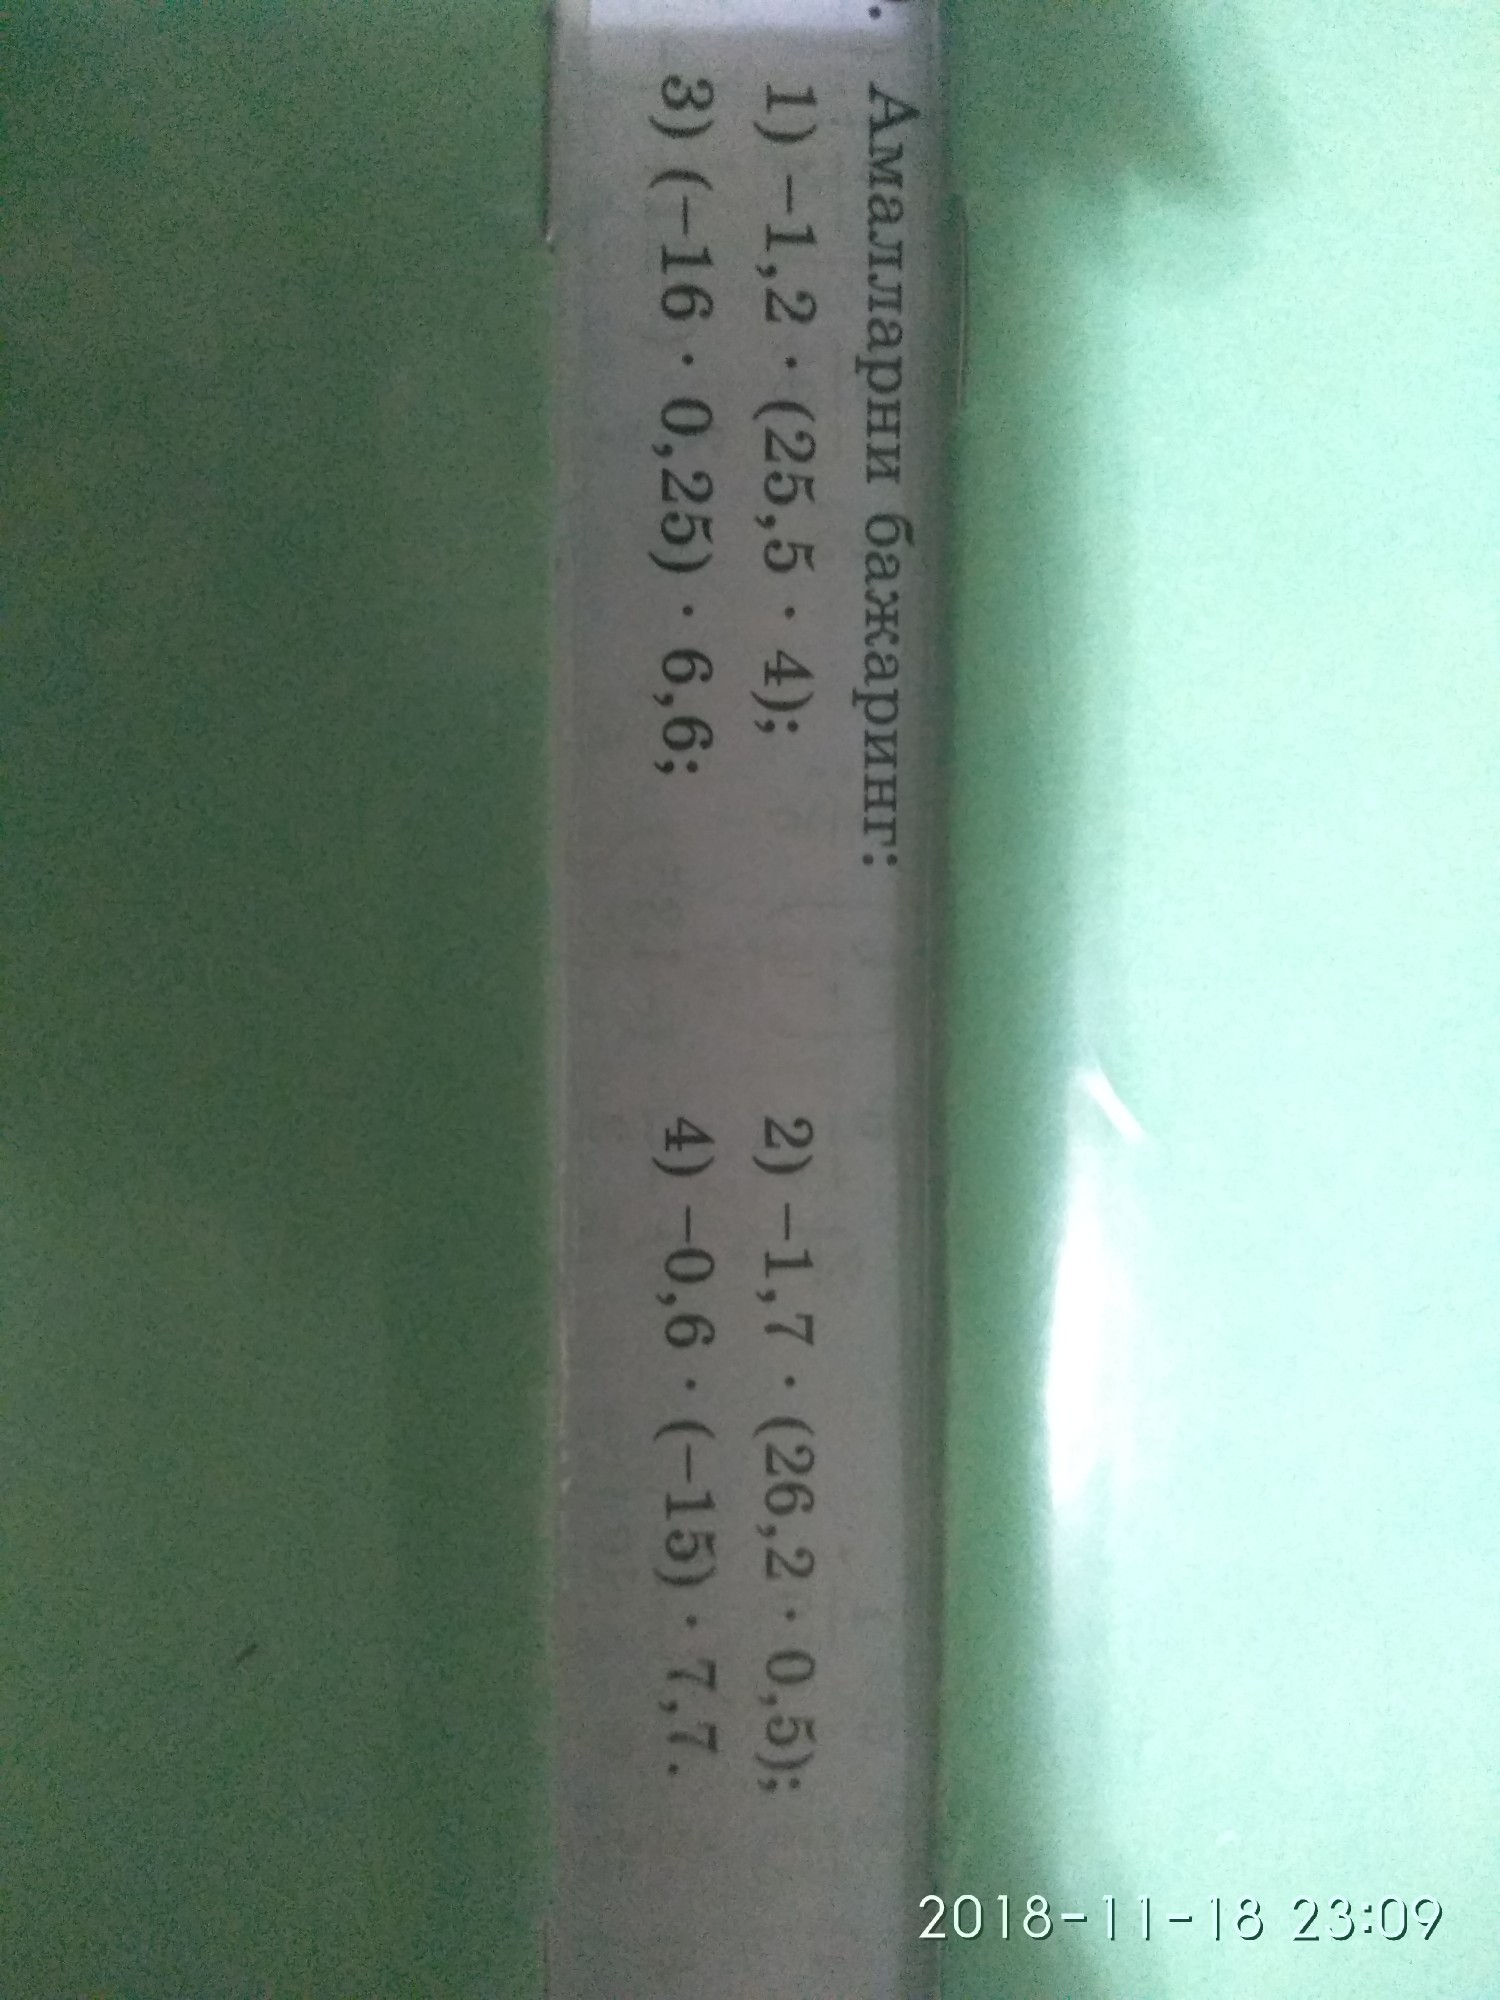 Амалларни бажаринг:
1) –1,2 · (25,5 · 4); 2) –1,7 · (26,2 · 0,5);
3) (–16 · 0,25) · 6,6; 4) –0,6 · (–15) · 7,7.
2018-11-18 23:09